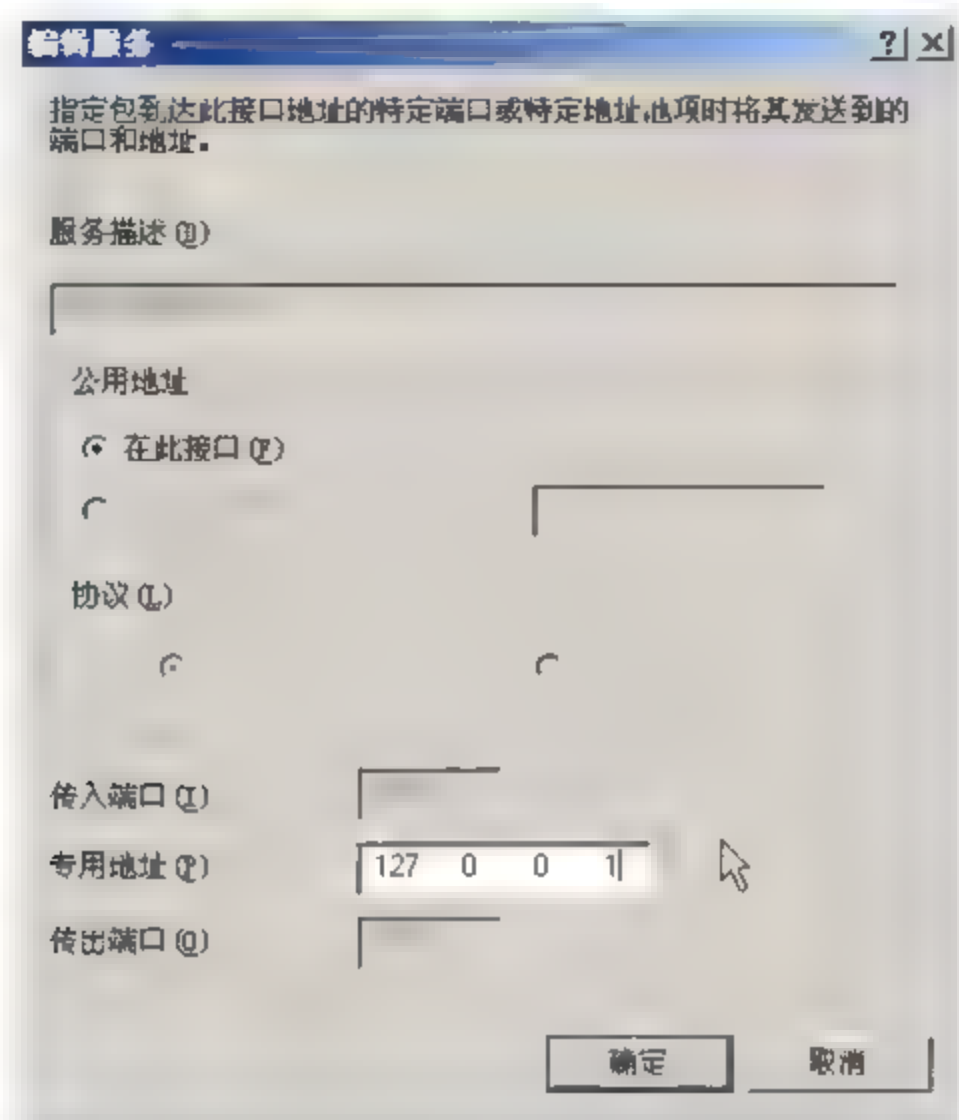 编辑服务
指定包到达此接口地址的特定端口或特定地址池项时将其发送到的
端口和地址。
服务描述(D)
公用地址
在此接口(F)
协议(L)
传入端口(I)
专用地址(P) 127 0 0 1
传出端口(O)
确定 取消